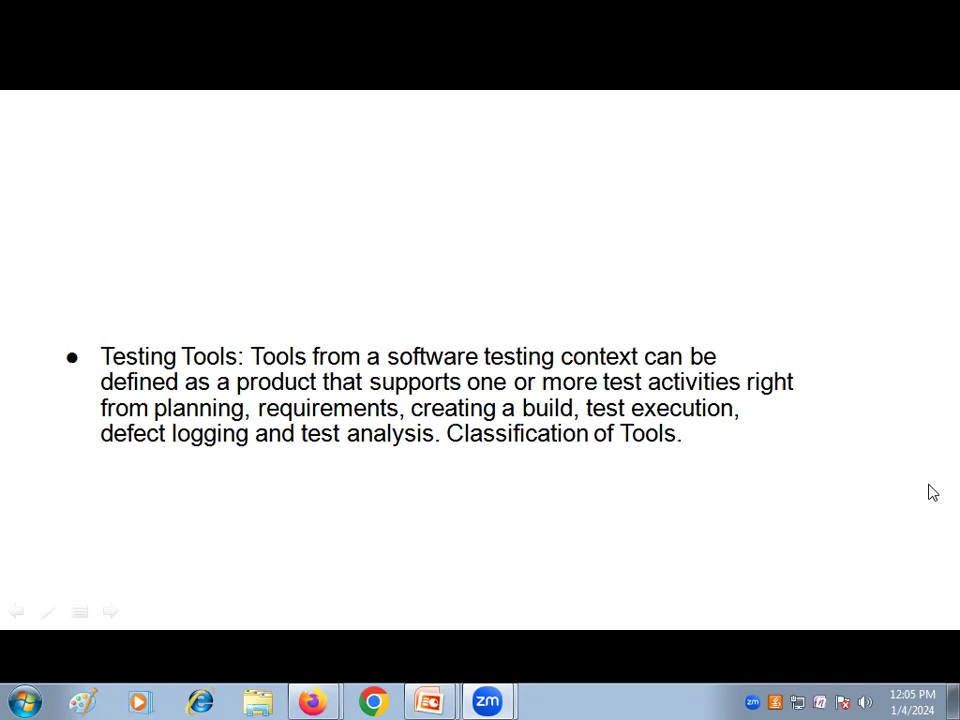 ● Testing Tools: Tools from a software testing context can be
defined as a product that supports one or more test activities right
from planning, requirements, creating a build, test execution,
defect logging and test analysis. Classification of Tools.
zm
zm
12:05 PM
1/4/2024